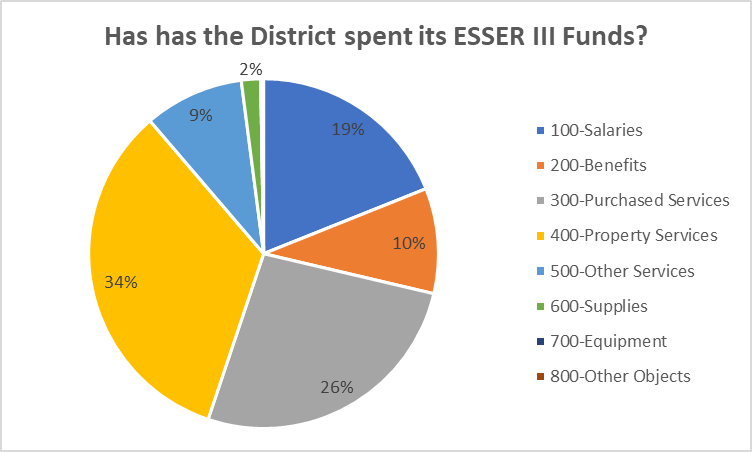 Has has the District spent its ESSER III Funds?
2%
9%
19%
10%
34%
26%
100-Salaries
200-Benefits
300-Purchased Services
400-Property Services
500-Other Services
600-Supplies
700-Equipment
800-Other Objects